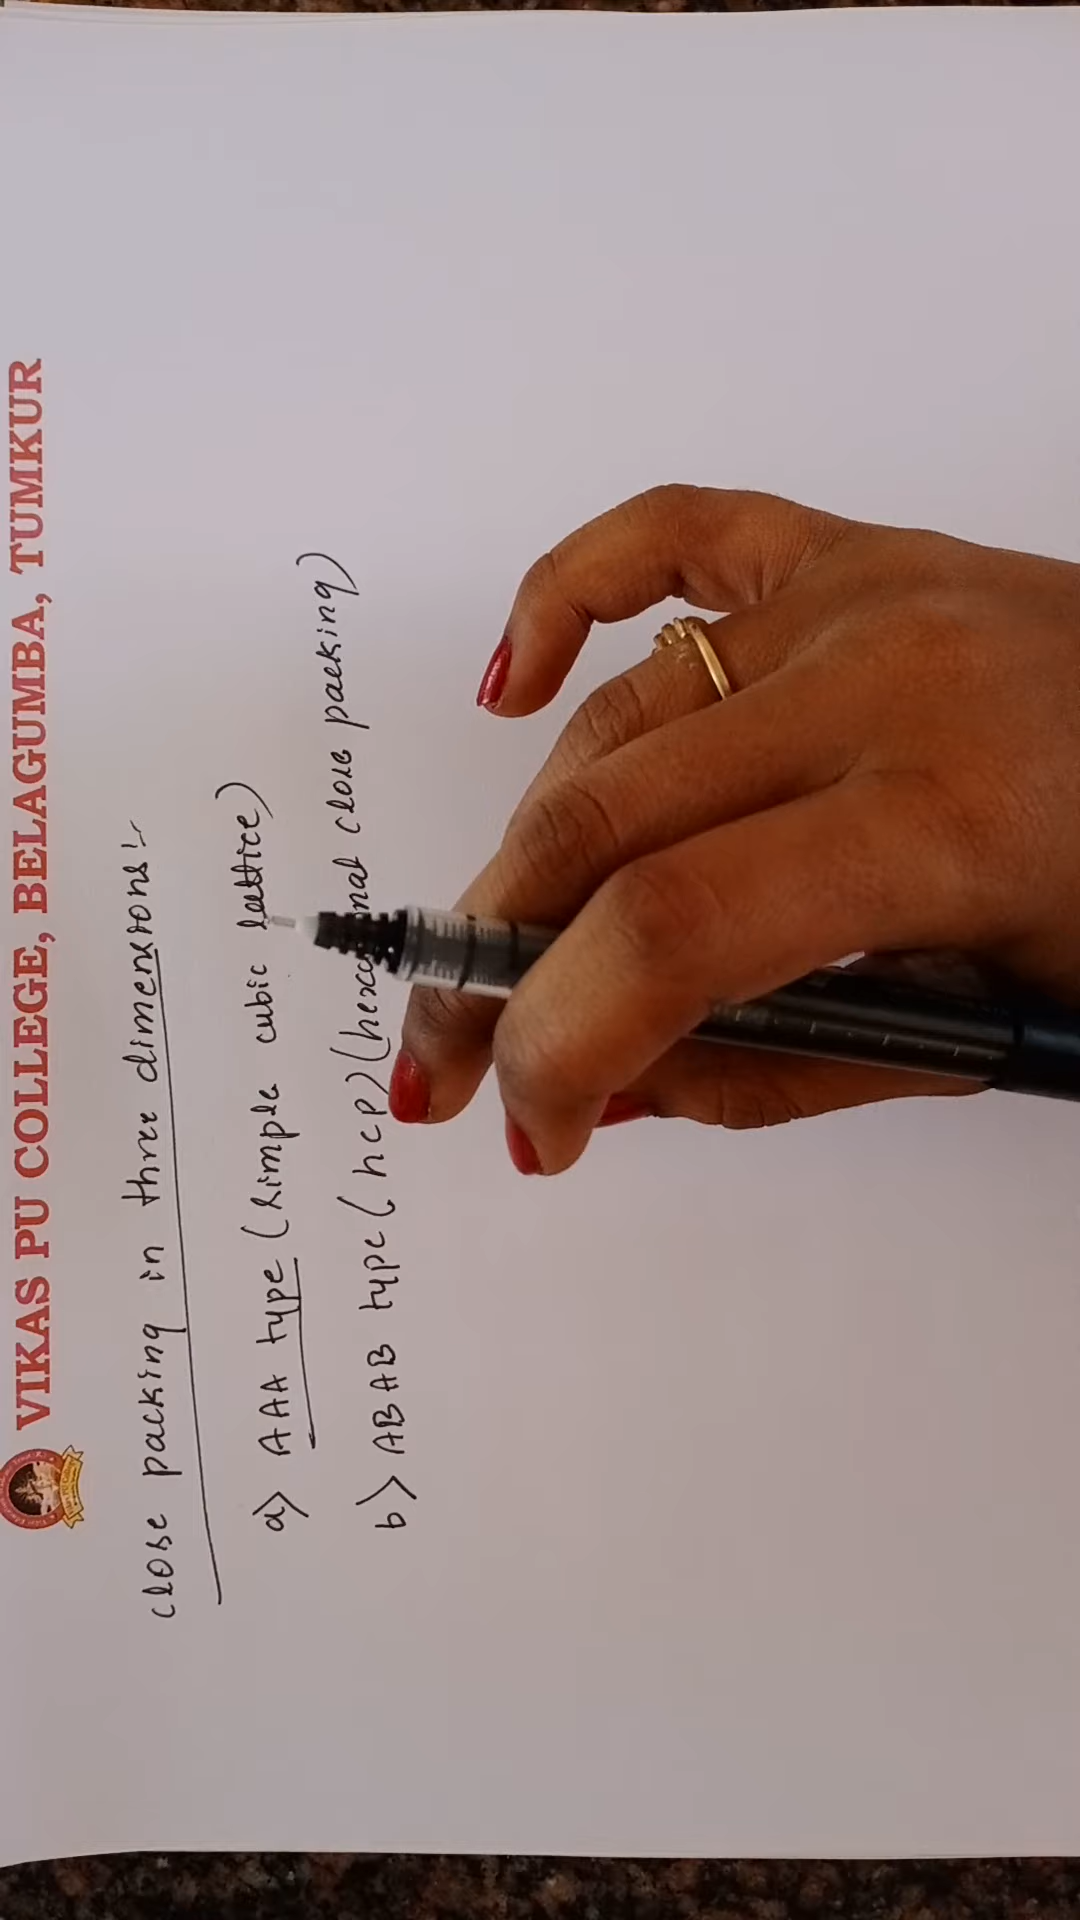 VIKAS PU COLLEGE, BELAGUMBA, TUMKUR
close packing in three dimensions:-
a) AAA type (simple cubic lattice)
b) ABAB type (hcp) (hexagonal close packing)